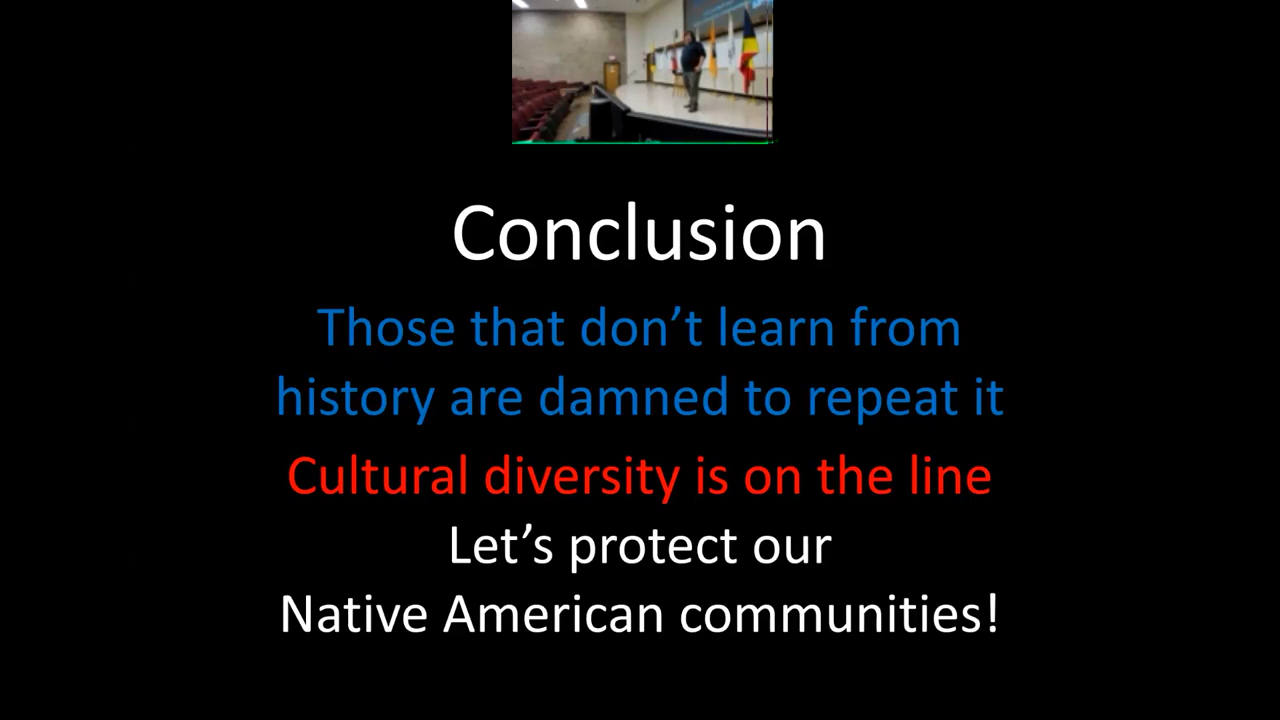 Conclusion
Those that don’t learn from
history are damned to repeat it
Cultural diversity is on the line
Let’s protect our
Native American communities!